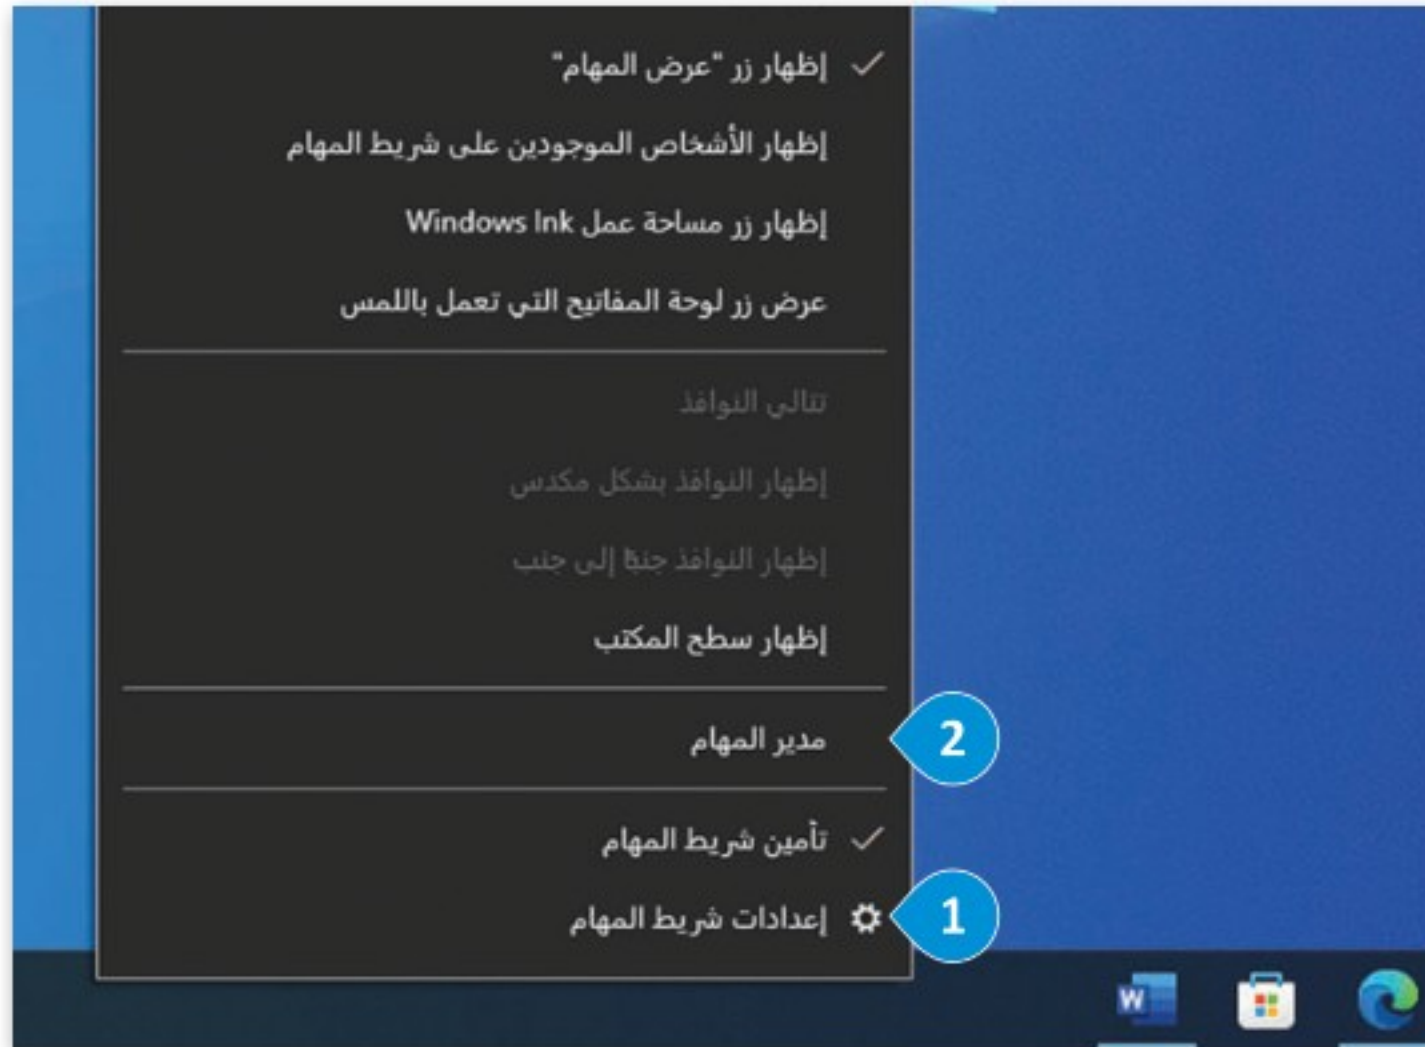 إظهار زر "عرض المهام"
إظهار الأشخاص الموجودين على شريط المهام
إظهار زر مساحة عمل Windows Ink
عرض زر لوحة المفاتيح التي تعمل باللمس
تتالي النوافذ
إظهار النوافذ بشكل مكدس
إظهار النوافذ جنبًا إلى جنب
إظهار سطح المكتب
مدير المهام
2
تأمين شريط المهام
إعدادات شريط المهام
1
W